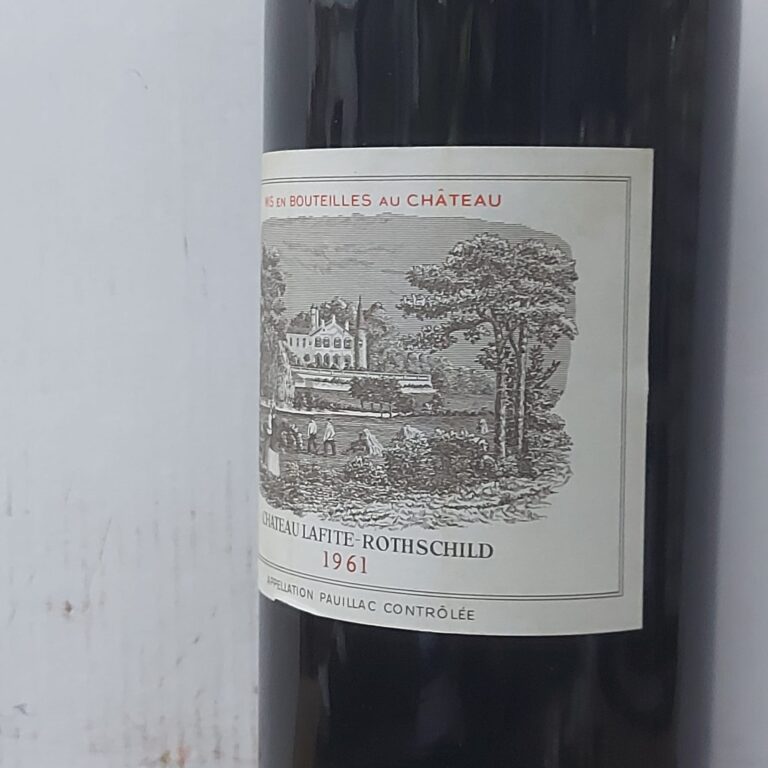 MIS EN BOUTEILLES AU CHÂTEAU
CHATEAU LAFITE-ROTHSCHILD
1961
APPELLATION PAUILLAC CONTRÔLÉE